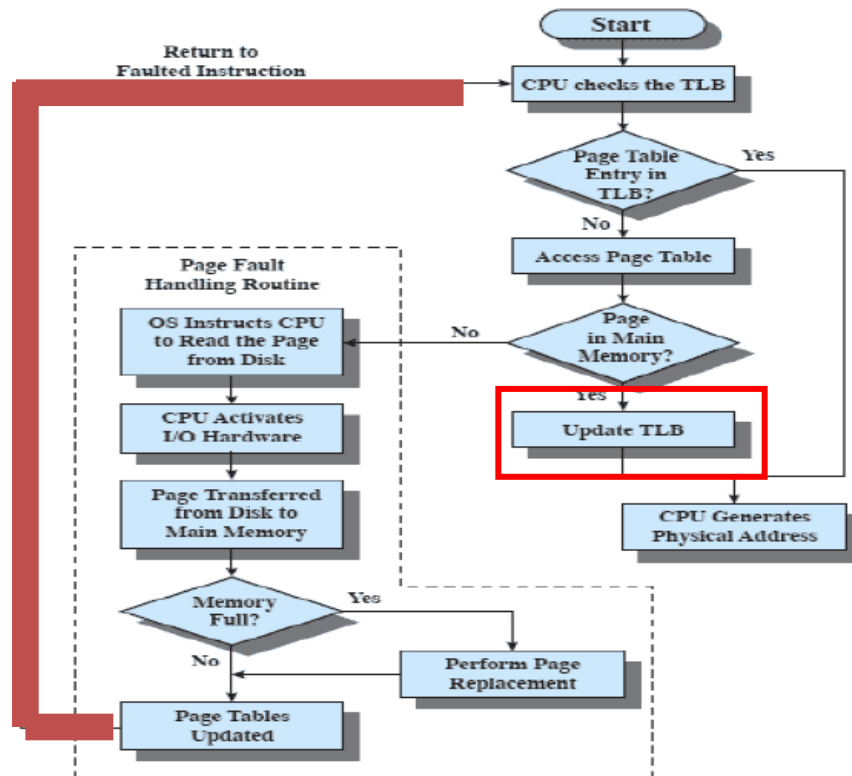 Start
Return to
Faulted Instruction
CPU checks the TLB
Page Table
Entry in
TLB?
Yes
No
Access Page Table
Page Fault
Handling Routine
OS Instructs CPU
to Read the Page
from Disk
No
Page
in Main
Memory?
Yes
CPU Activates
I/O Hardware
Update TLB
Page Transferred
from Disk to
Main Memory
CPU Generates
Physical Address
Memory
Full?
Yes
No
Perform Page
Replacement
Page Tables
Updated